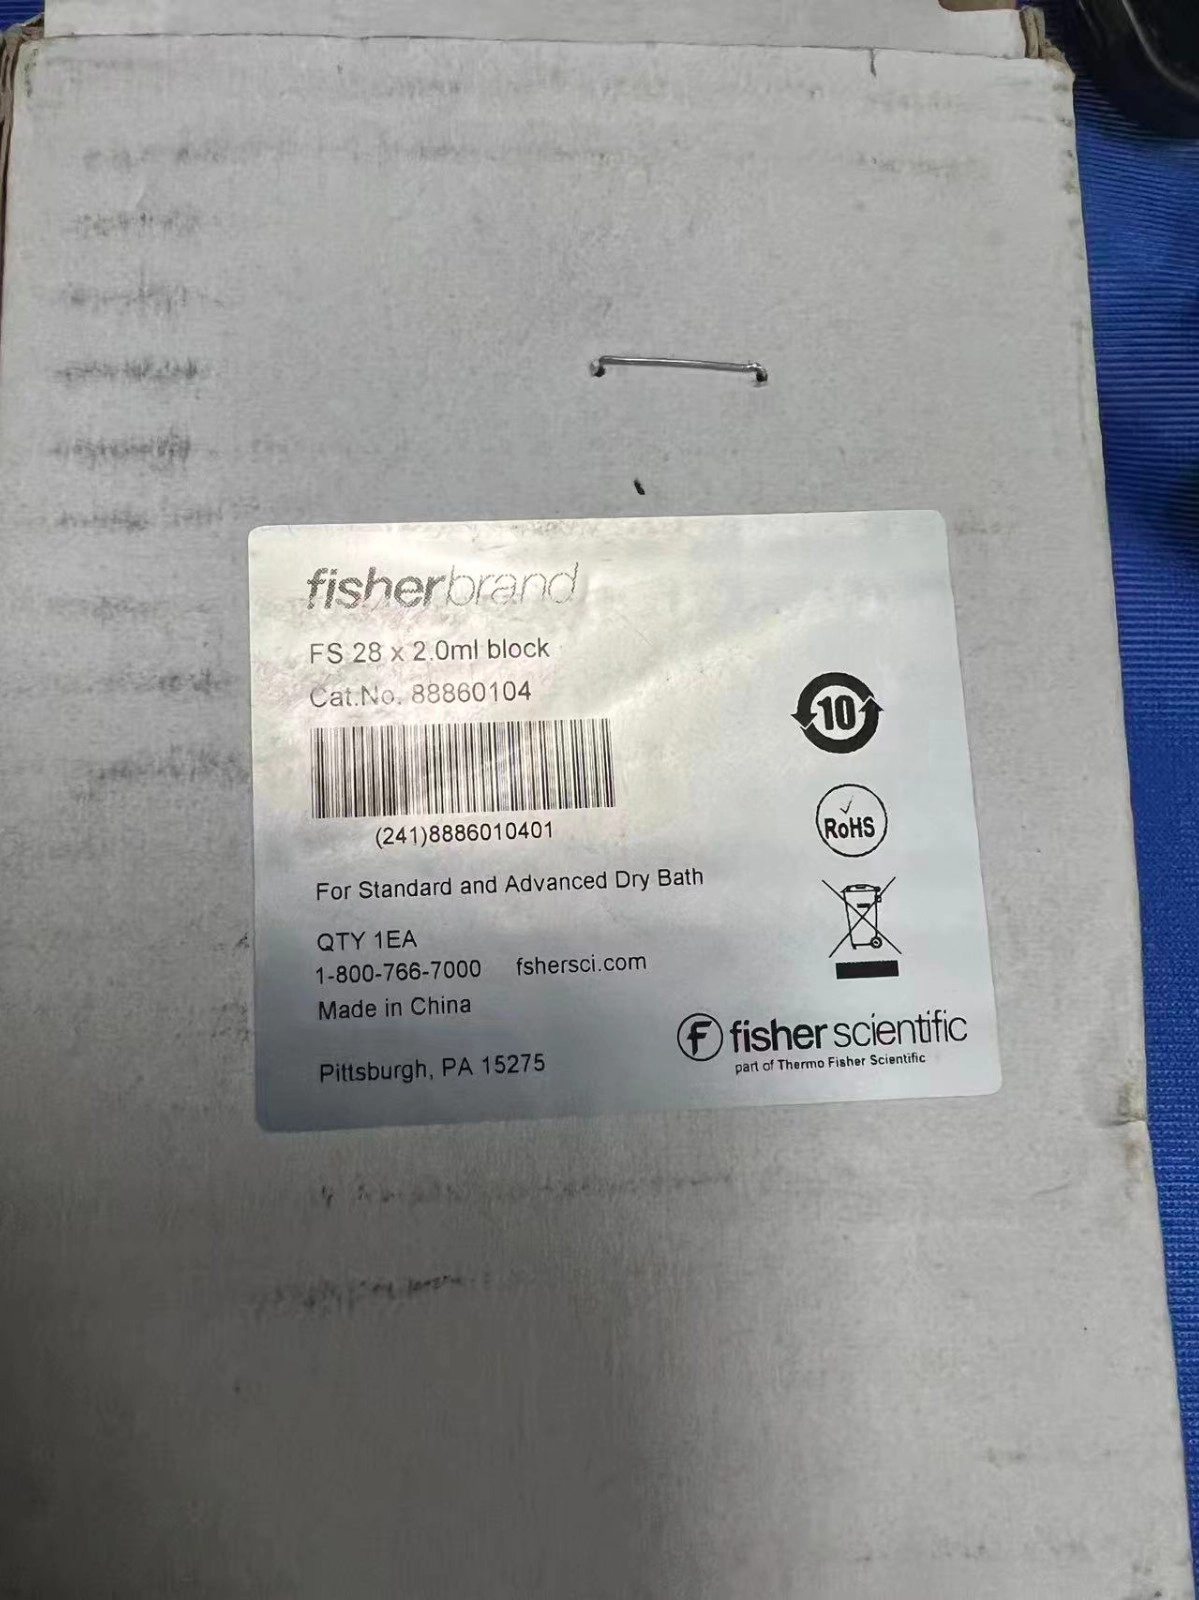 fisherbrand
FS 28 x 2.0ml block
Cat.No. 88860104
(241)8886010401
For Standard and Advanced Dry Bath
QTY 1EA
1-800-766-7000 fshersci.com
Made in China
Pittsburgh, PA 15275
10
RoHS
f fisher scientific
part of Thermo Fisher Scientific